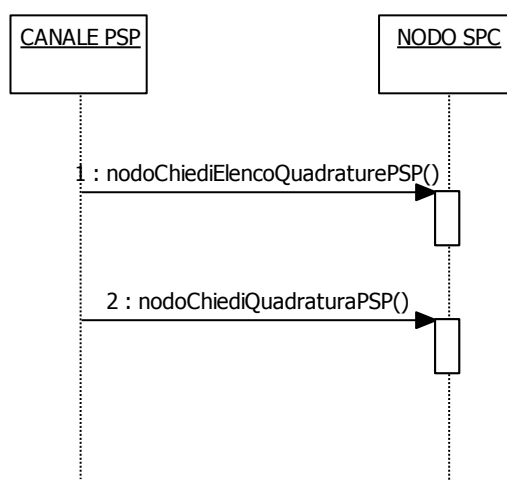 CANALE PSP
NODO SPC
1 : nodoChiediElencoQuadraturePSP()
2 : nodoChiediQuadraturaPSP()